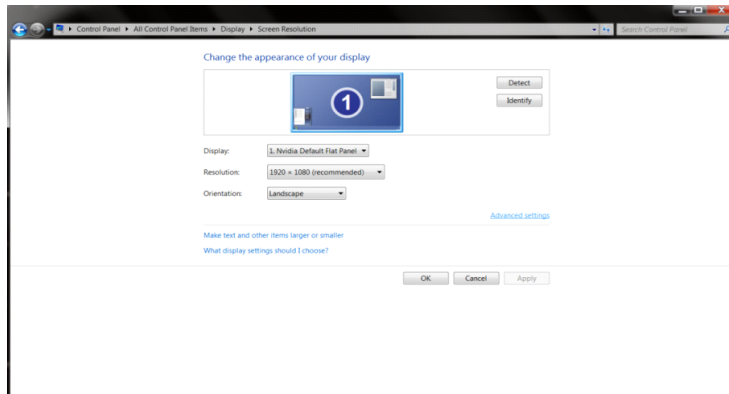 Control Panel ▸ All Control Panel Items ▸ Display ▸ Screen Resolution
Search Control Panel
Change the appearance of your display
1
Detect
Identify
Display: 1. Nvidia Default Flat Panel
Resolution: 1920 × 1080 (recommended)
Orientation: Landscape
Advanced settings
Make text and other items larger or smaller
What display settings should I choose?
OK Cancel Apply